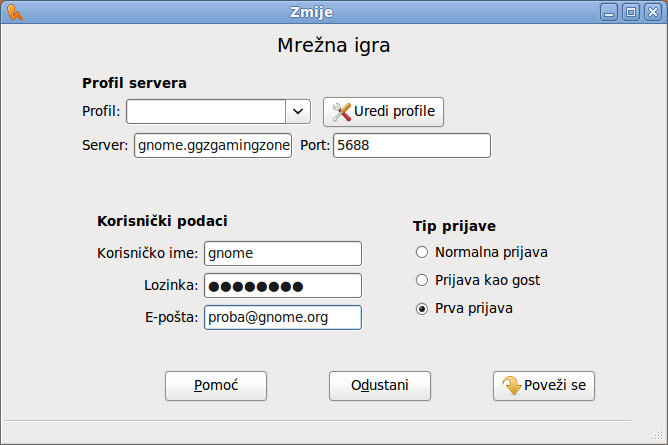 Zmije
Mrežna igra
Profil servera
Profil:
Uredi profile
Server: gnome.ggzgamingzone Port: 5688
Korisnički podaci
Korisničko ime: gnome
Lozinka: ●●●●●●●●
E-pošta: proba@gnome.org
Tip prijave
Normalna prijava
Prijava kao gost
Prva prijava
Pomoć
Odustani
Poveži se